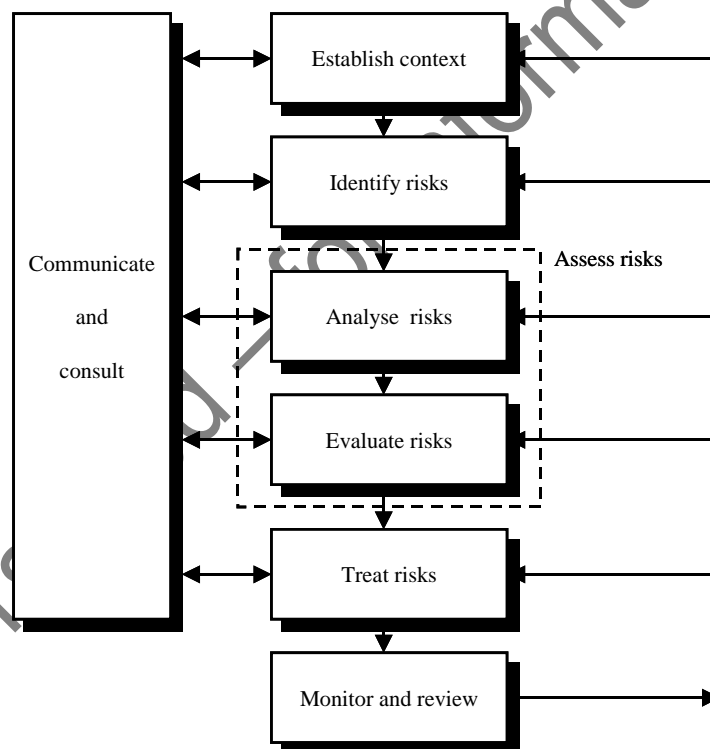 Establish context
Identify risks
Assess risks
Communicate
and
consult
Analyse risks
Evaluate risks
Treat risks
Monitor and review